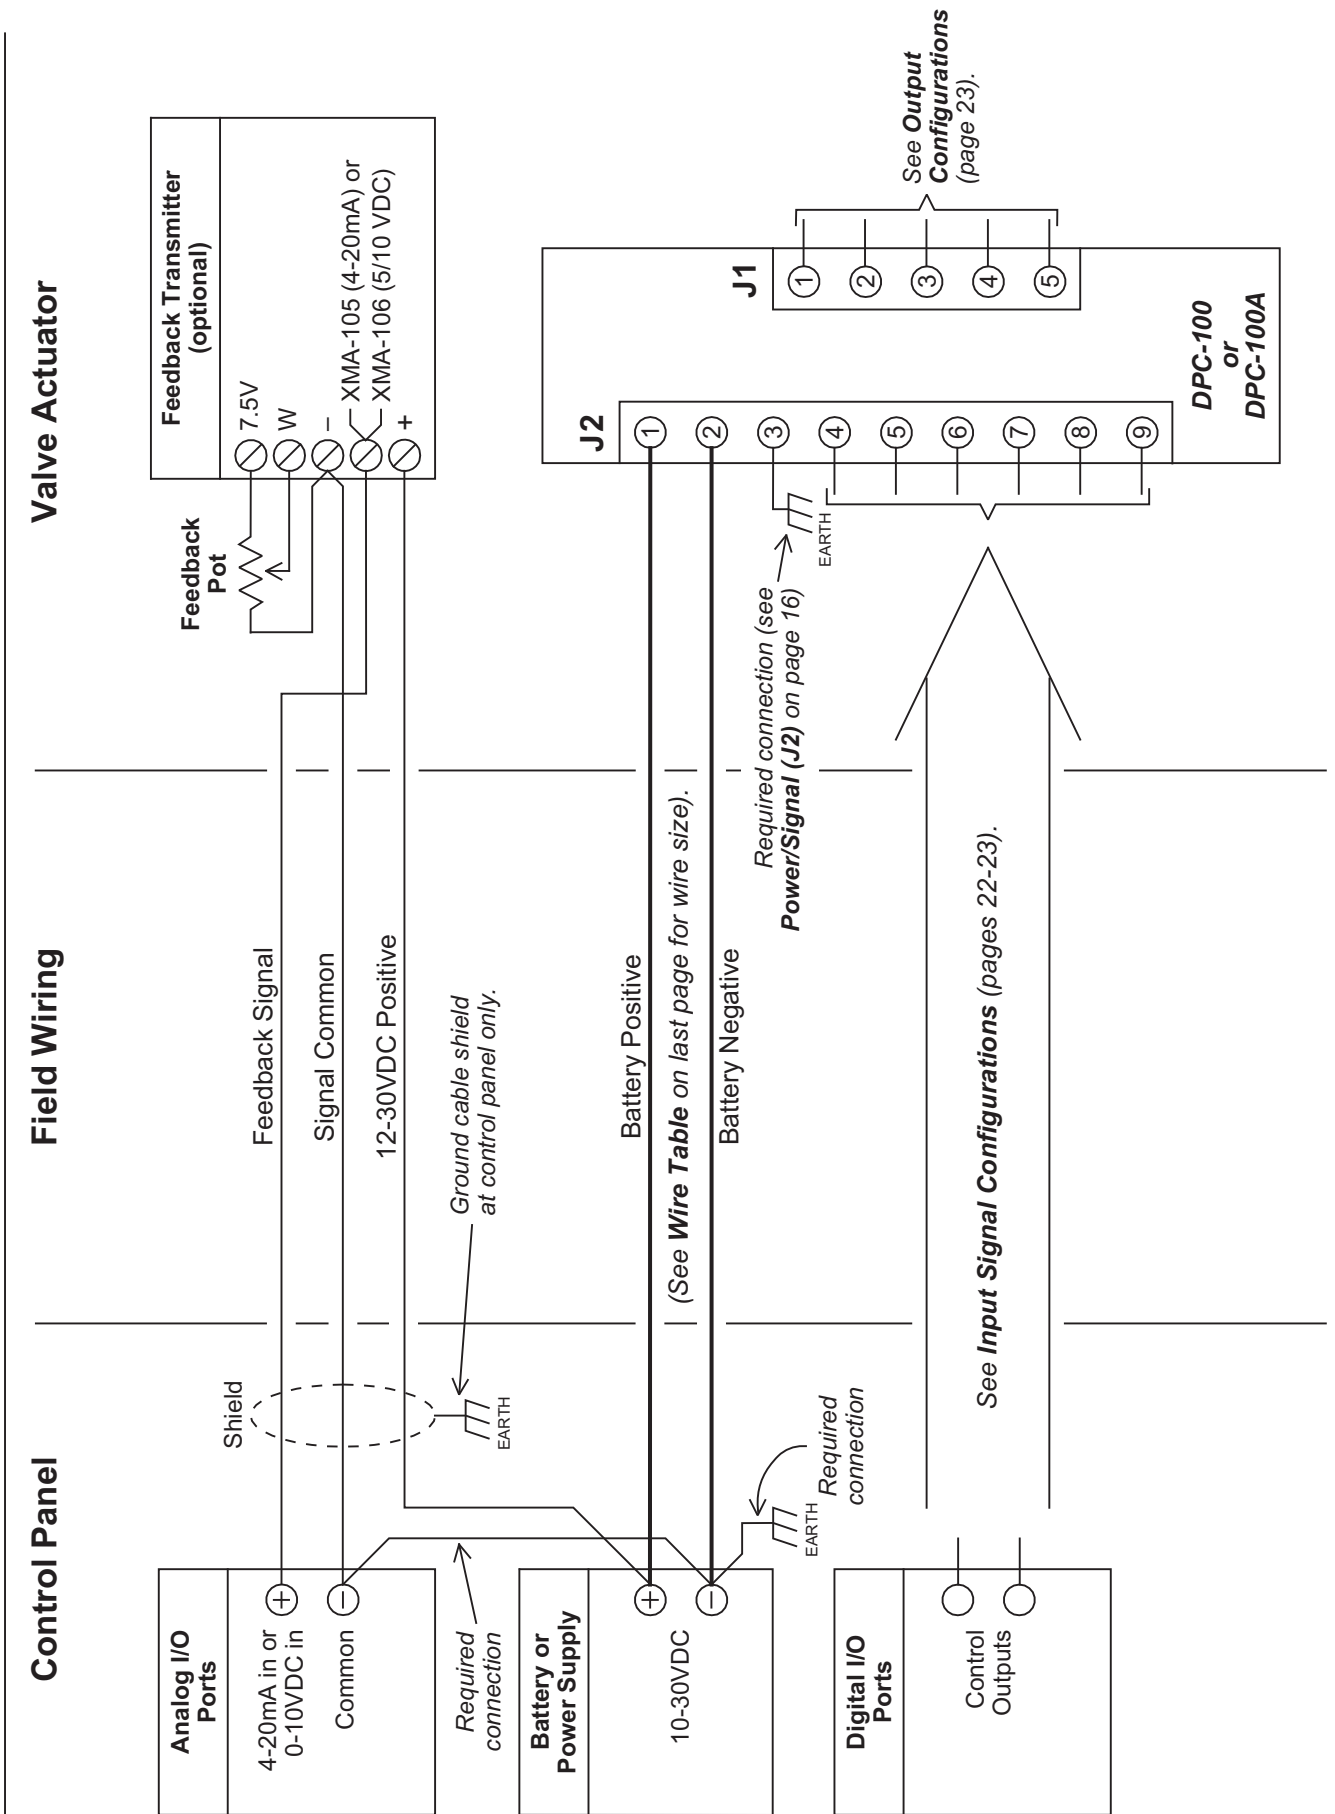 Control Panel
Field Wiring
Valve Actuator
Analog I/O
Ports
4-20mA in or
0-10VDC in
+
Common
−
Shield
EARTH
Ground cable shield
at control panel only.
Feedback Signal
Signal Common
12-30VDC Positive
Feedback
Pot
Feedback Transmitter
(optional)
7.5V
W
−
XMA-105 (4-20mA) or
XMA-106 (5/10 VDC)
+
Required
connection
Battery or
Power Supply
10-30VDC
+
−
EARTH
Required
connection
Battery Positive
(See Wire Table on last page for wire size).
Battery Negative
Required connection (see
Power/Signal (J2) on page 16)
EARTH
J2
1
2
3
4
5
6
7
8
9
J1
1
2
3
4
5
DPC-100
or
DPC-100A
See Output
Configurations
(page 23).
Digital I/O
Ports
Control
Outputs
See Input Signal Configurations (pages 22-23).